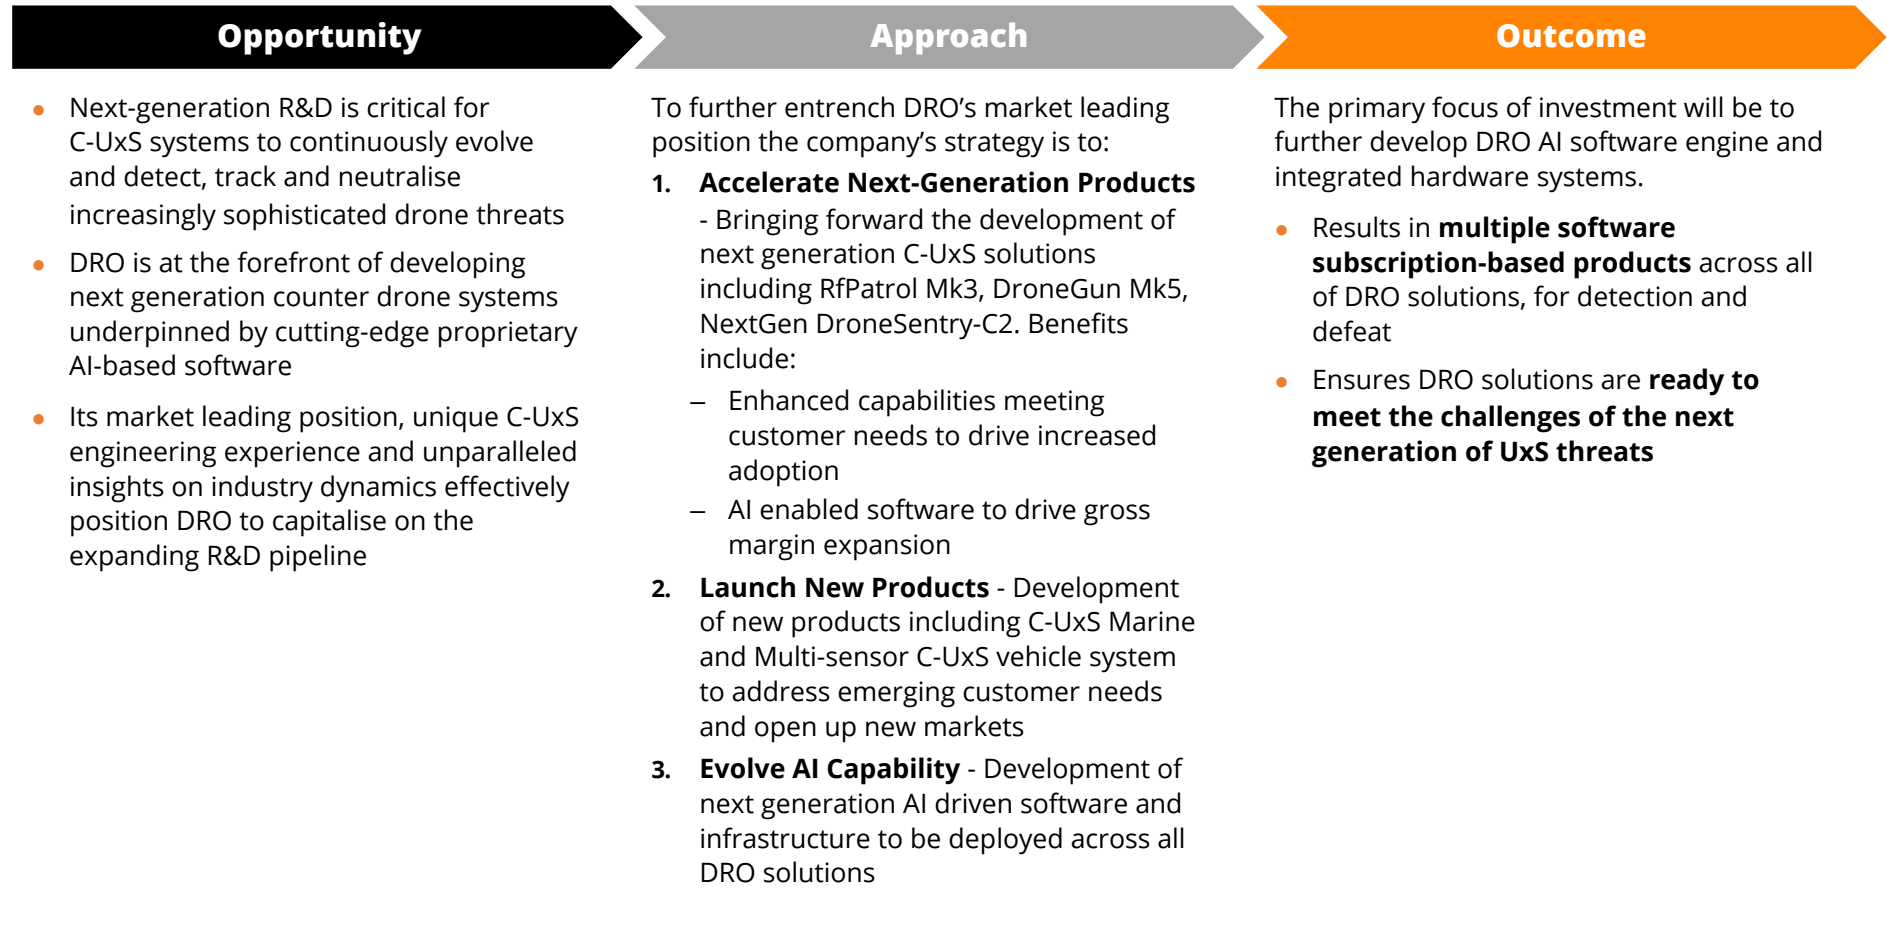 Opportunity
Approach
Outcome
• Next-generation R&D is critical for
C-UxS systems to continuously evolve
and detect, track and neutralise
increasingly sophisticated drone threats
• DRO is at the forefront of developing
next generation counter drone systems
underpinned by cutting-edge proprietary
AI-based software
• Its market leading position, unique C-UxS
engineering experience and unparalleled
insights on industry dynamics effectively
position DRO to capitalise on the
expanding R&D pipeline
To further entrench DRO’s market leading
position the company’s strategy is to:
1. Accelerate Next-Generation Products
- Bringing forward the development of
next generation C-UxS solutions
including RfPatrol Mk3, DroneGun Mk5,
NextGen DroneSentry-C2. Benefits
include:
– Enhanced capabilities meeting
customer needs to drive increased
adoption
– AI enabled software to drive gross
margin expansion
2. Launch New Products - Development
of new products including C-UxS Marine
and Multi-sensor C-UxS vehicle system
to address emerging customer needs
and open up new markets
3. Evolve AI Capability - Development of
next generation AI driven software and
infrastructure to be deployed across all
DRO solutions
The primary focus of investment will be to
further develop DRO AI software engine and
integrated hardware systems.
• Results in multiple software
subscription-based products across all
of DRO solutions, for detection and
defeat
• Ensures DRO solutions are ready to
meet the challenges of the next
generation of UxS threats